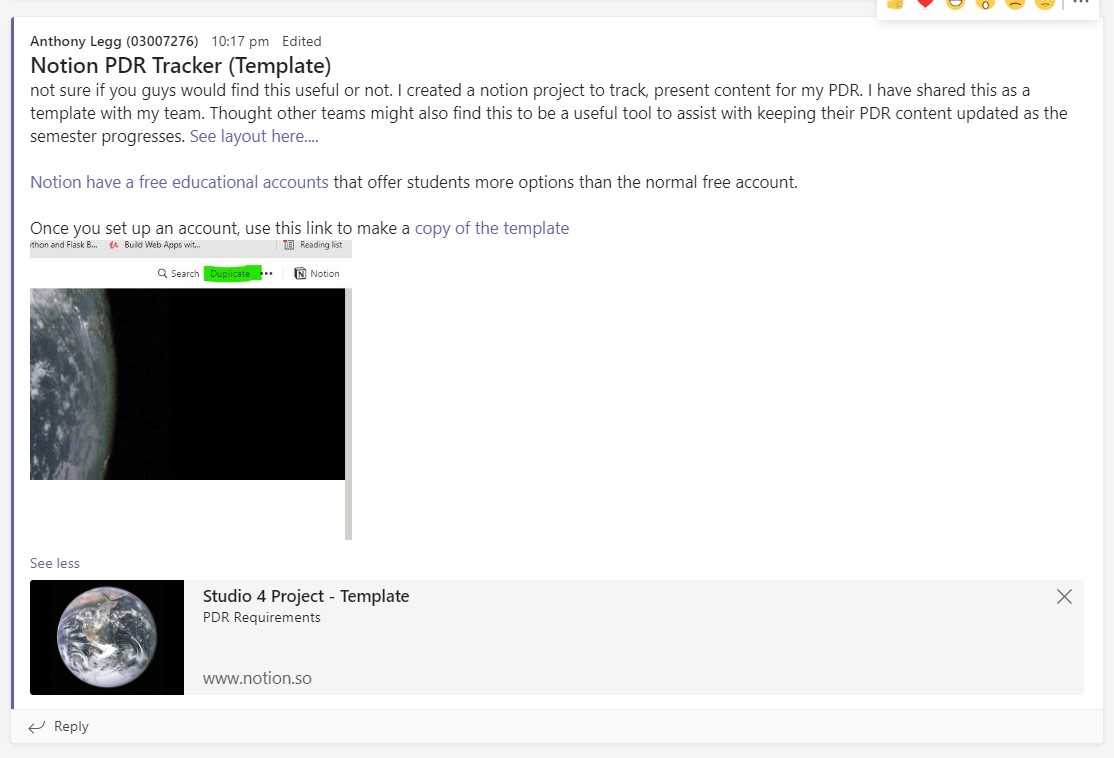 Anthony Legg (03007276) 10:17 pm Edited
Notion PDR Tracker (Template)
not sure if you guys would find this useful or not. I created a notion project to track, present content for my PDR. I have shared this as a
template with my team. Thought other teams might also find this to be a useful tool to assist with keeping their PDR content updated as the
semester progresses. See layout here....
Notion have a free educational accounts that offer students more options than the normal free account.
Once you set up an account, use this link to make a copy of the template
thon and Flask B... Build Web Apps wit... Reading list
Search Duplicate ••• Notion
See less
Studio 4 Project - Template
PDR Requirements
www.notion.so
Reply